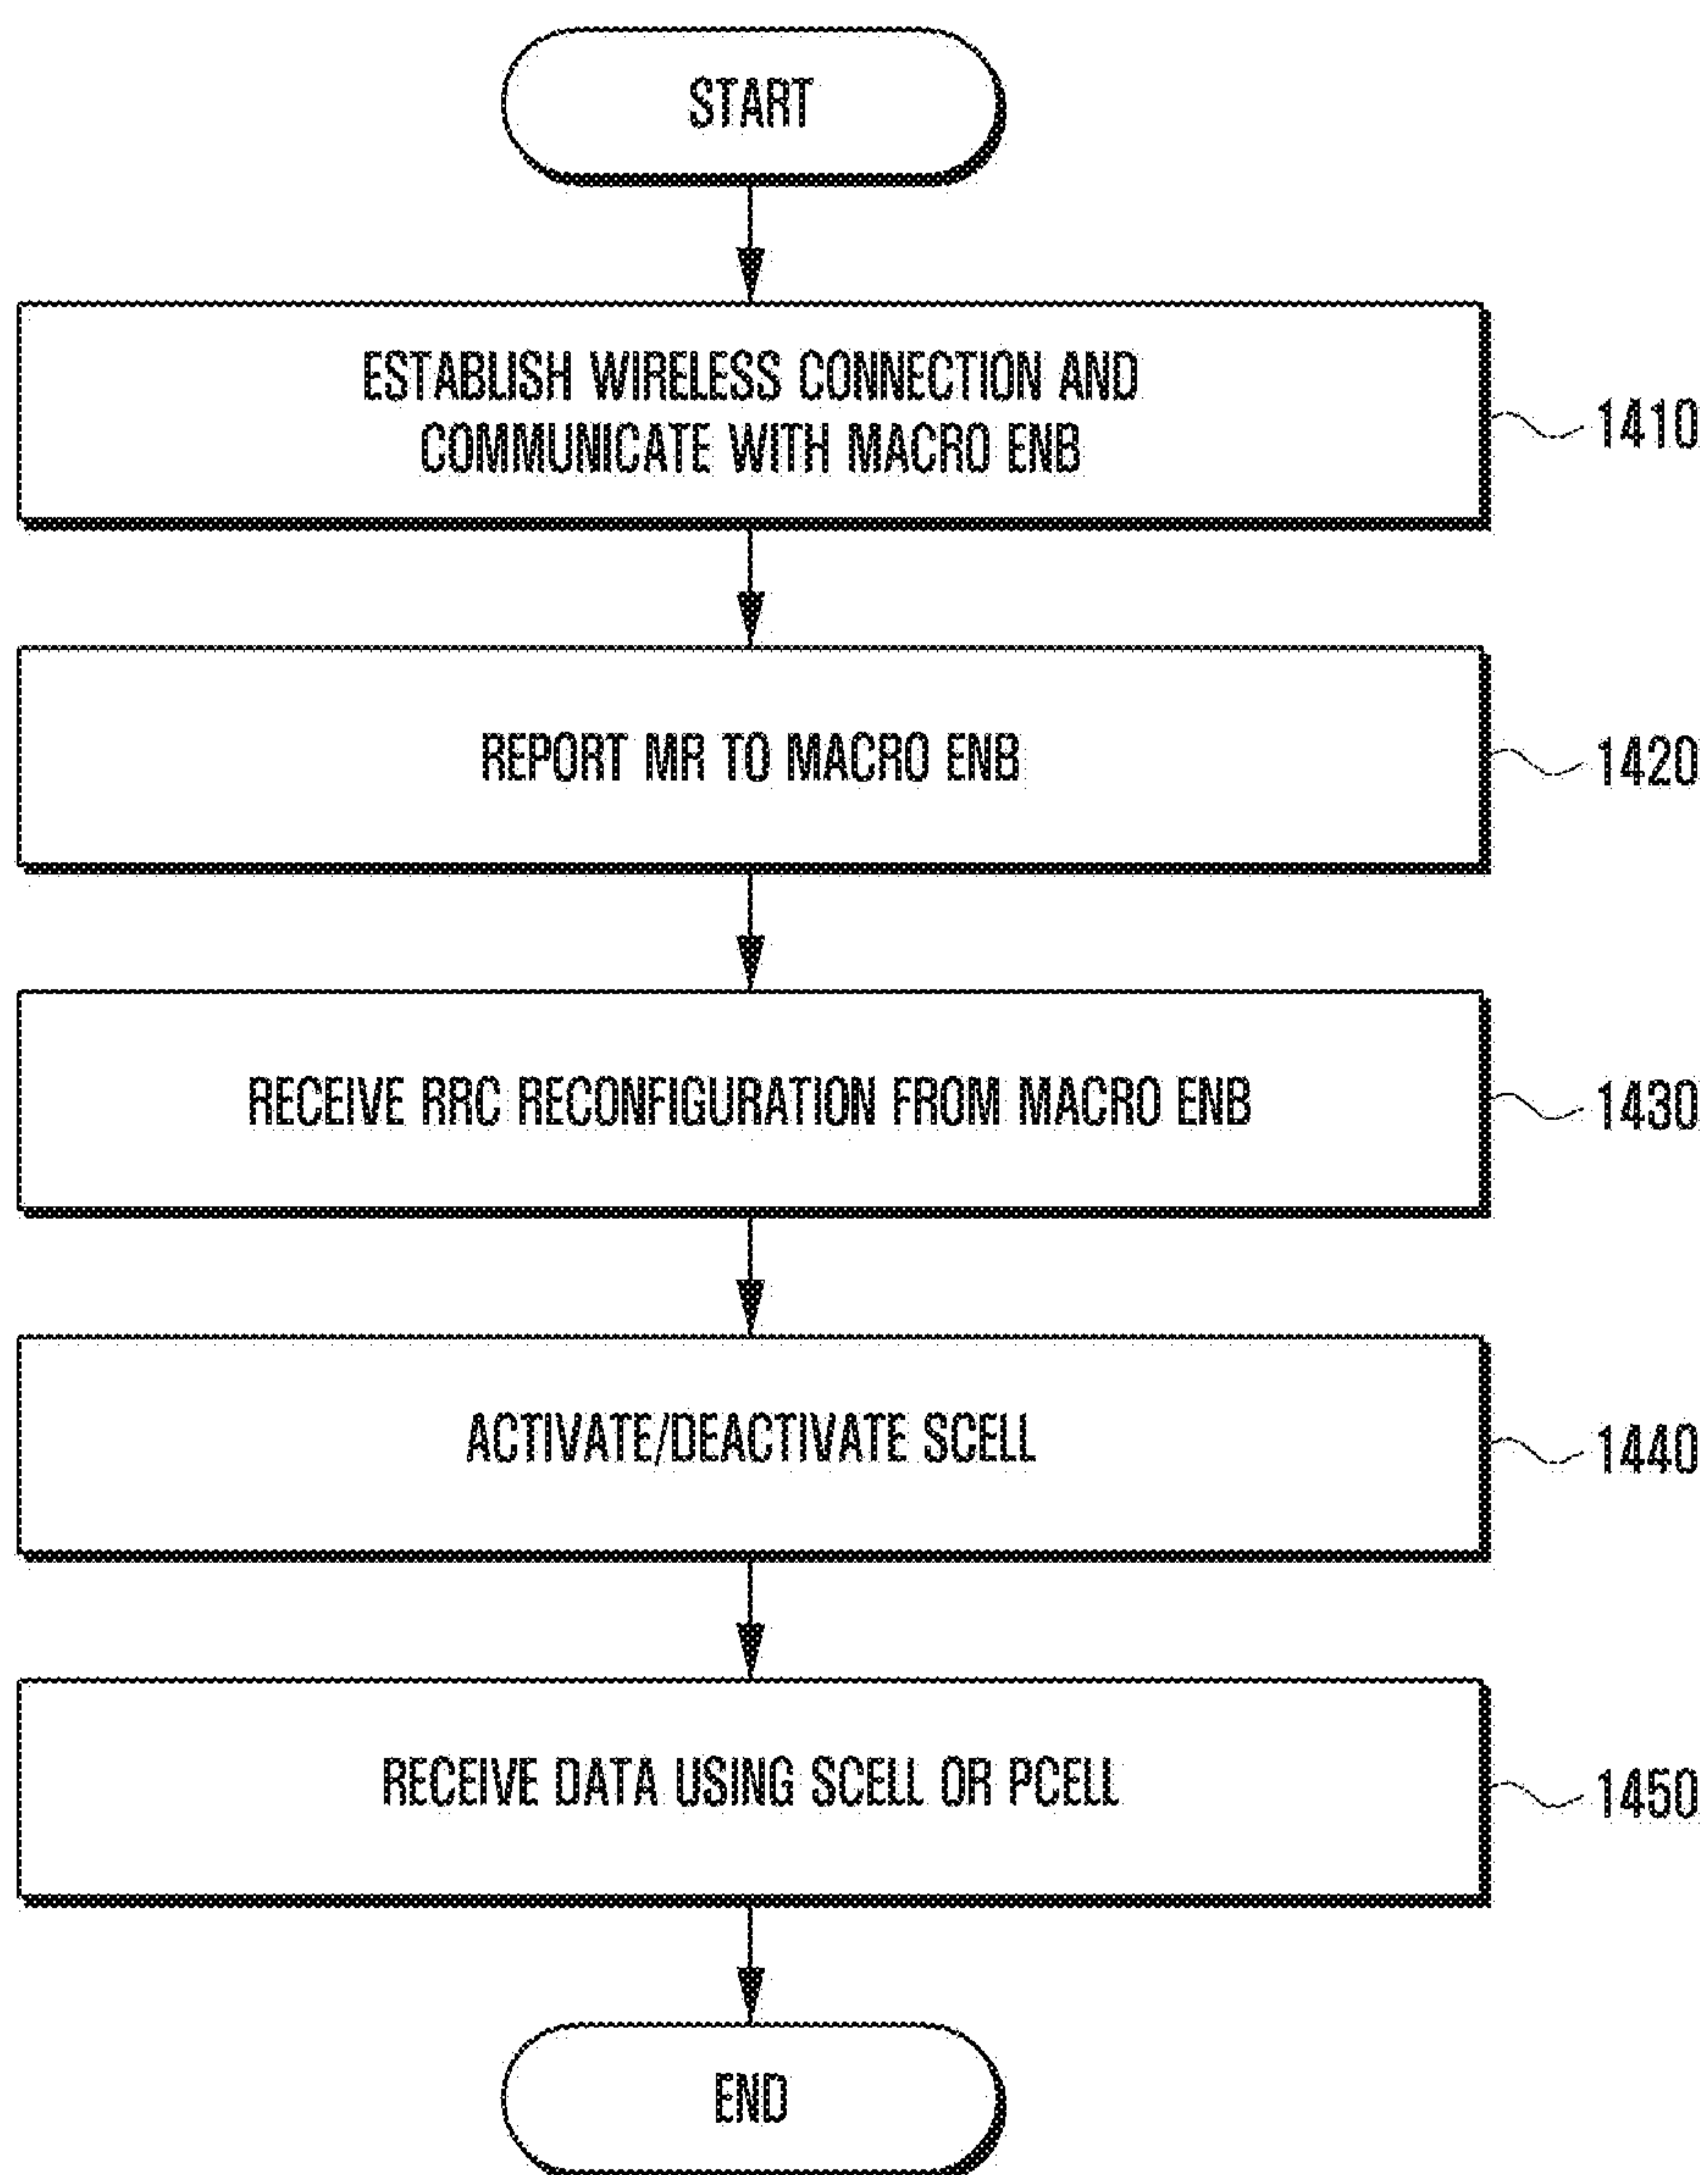 START
ESTABLISH WIRELESS CONNECTION AND
COMMUNICATE WITH MACRO ENB
1410
REPORT MR TO MACRO ENB
1420
RECEIVE RRC RECONFIGURATION FROM MACRO ENB
1430
ACTIVATE/DEACTIVATE SCELL
1440
RECEIVE DATA USING SCELL OR PCELL
1450
END